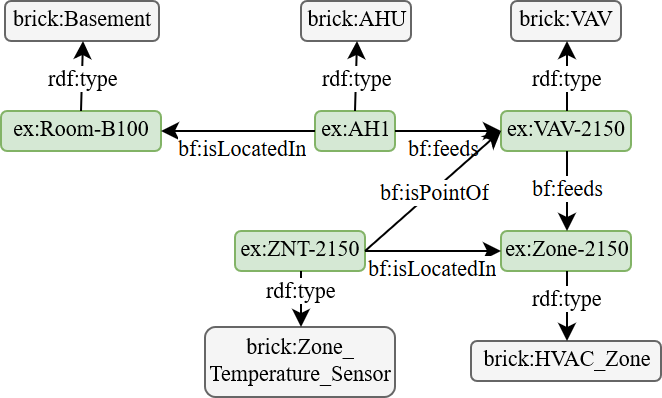 brick:Basement
brick:AHU
brick:VAV
rdf:type
rdf:type
rdf:type
ex:Room-B100
ex:AH1
ex:VAV-2150
bf:isLocatedIn
bf:feeds
bf:isPointOf
bf:feeds
ex:ZNT-2150
ex:Zone-2150
bf:isLocatedIn
rdf:type
rdf:type
brick:Zone_
Temperature_Sensor
brick:HVAC_Zone